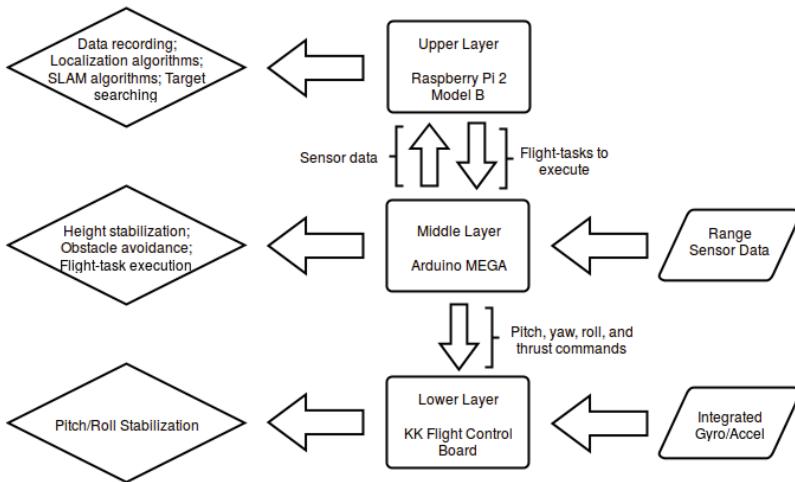 Data recording;
Localization algorithms;
SLAM algorithms; Target
searching
Upper Layer
Raspberry Pi 2
Model B
Sensor data
Flight-tasks to
execute
Height stabilization;
Obstacle avoidance;
Flight-task execution
Middle Layer
Arduino MEGA
Range
Sensor Data
Pitch, yaw, roll, and
thrust commands
Pitch/Roll Stabilization
Lower Layer
KK Flight Control
Board
Integrated
Gyro/Accel